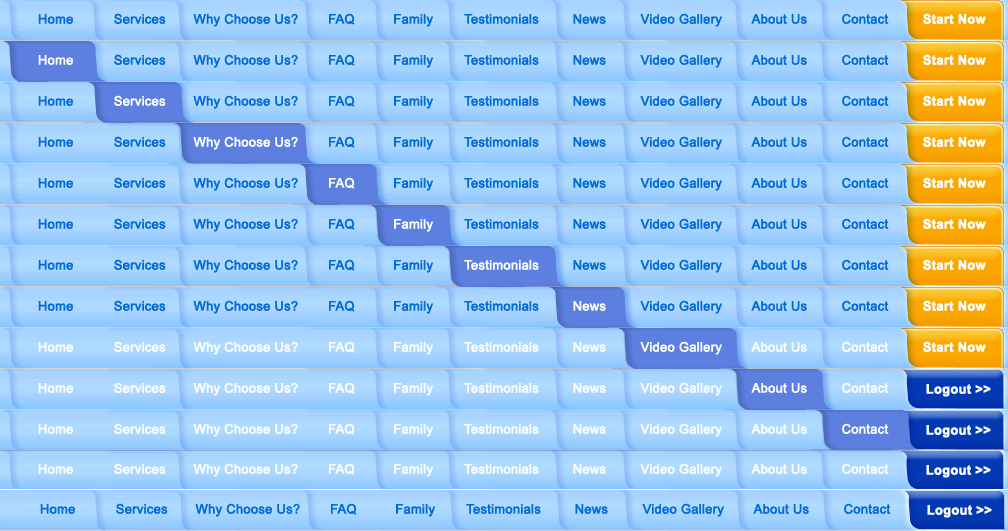 Home Services Why Choose Us? FAQ Family Testimonials News Video Gallery About Us Contact Start Now
Home Services Why Choose Us? FAQ Family Testimonials News Video Gallery About Us Contact Start Now
Home Services Why Choose Us? FAQ Family Testimonials News Video Gallery About Us Contact Start Now
Home Services Why Choose Us? FAQ Family Testimonials News Video Gallery About Us Contact Start Now
Home Services Why Choose Us? FAQ Family Testimonials News Video Gallery About Us Contact Start Now
Home Services Why Choose Us? FAQ Family Testimonials News Video Gallery About Us Contact Start Now
Home Services Why Choose Us? FAQ Family Testimonials News Video Gallery About Us Contact Start Now
Home Services Why Choose Us? FAQ Family Testimonials News Video Gallery About Us Contact Start Now
Home Services Why Choose Us? FAQ Family Testimonials News Video Gallery About Us Contact Start Now
Home Services Why Choose Us? FAQ Family Testimonials News Video Gallery About Us Contact Logout >>
Home Services Why Choose Us? FAQ Family Testimonials News Video Gallery About Us Contact Logout >>
Home Services Why Choose Us? FAQ Family Testimonials News Video Gallery About Us Contact Logout >>
Home Services Why Choose Us? FAQ Family Testimonials News Video Gallery About Us Contact Logout >>